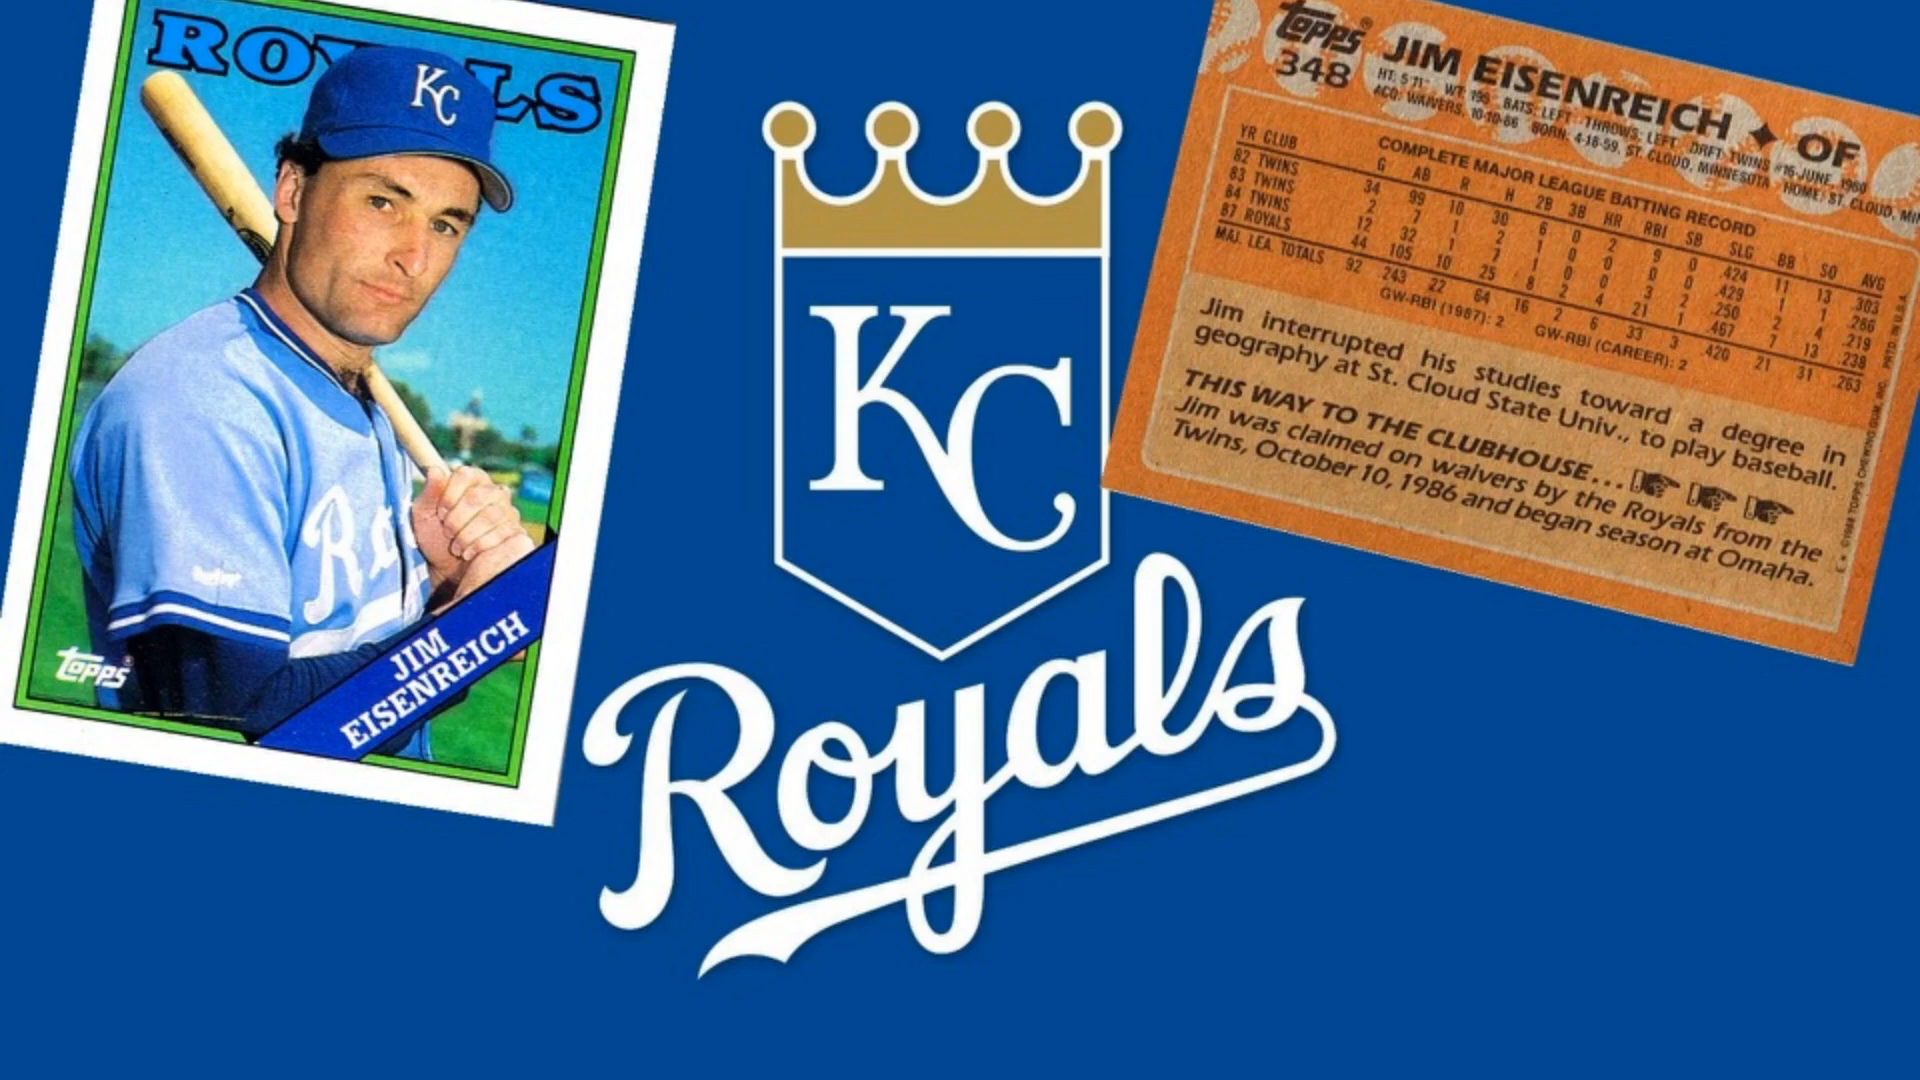 ROYALS
KC
topps
JIM
EISENREICH
KC
Royals
topps
348
JIM EISENREICH ✦ OF
HT: 5'11" WT: 195 BATS: LEFT THROWS: LEFT DRFT: TWINS #16-JUNE, 1980
ACQ: WAIVERS, 10-10-86 BORN: 4-18-59, ST. CLOUD, MINNESOTA HOME: ST. CLOUD, MIN
COMPLETE MAJOR LEAGUE BATTING RECORD
YR CLUB G AB R H 2B 3B HR RBI SB SLG BB SO AVG
82 TWINS 34 99 10 30 6 0 2 9 0 .424 11 13 .303
83 TWINS 2 7 1 2 1 0 0 0 0 .429 1 1 .286
84 TWINS 12 32 1 7 1 0 0 3 2 .250 2 4 .219
87 ROYALS 44 105 10 25 8 2 4 21 1 .467 7 13 .238
MAJ. LEA. TOTALS 92 243 22 64 16 2 6 33 3 .420 21 31 .263
GW-RBI (1987): 2 GW-RBI (CAREER): 2
Jim interrupted his studies toward a degree in
geography at St. Cloud State Univ., to play baseball.
THIS WAY TO THE CLUBHOUSE...
Jim was claimed on waivers by the Royals from the
Twins, October 10, 1986 and began season at Omaha.
©1988 TOPPS CHEWING GUM, INC. PRTD. IN U.S.A.